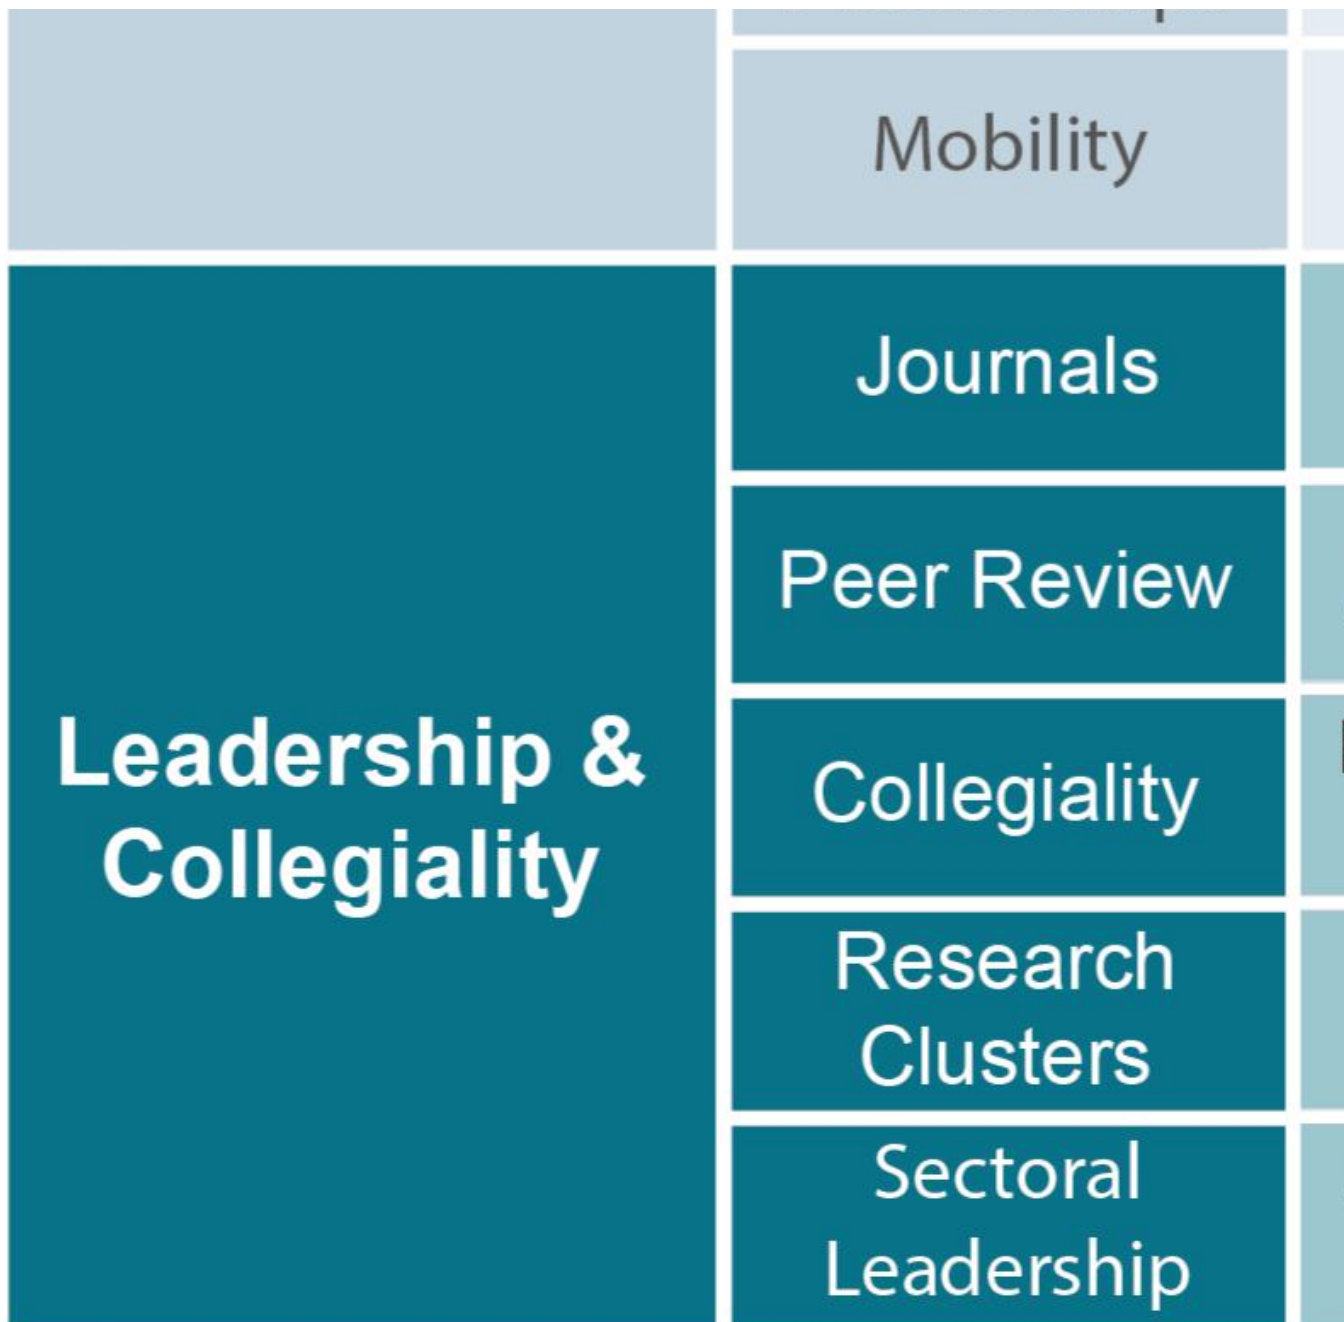 Mobility
Journals
Peer Review
Leadership &
Collegiality
Collegiality
Research
Clusters
Sectoral
Leadership